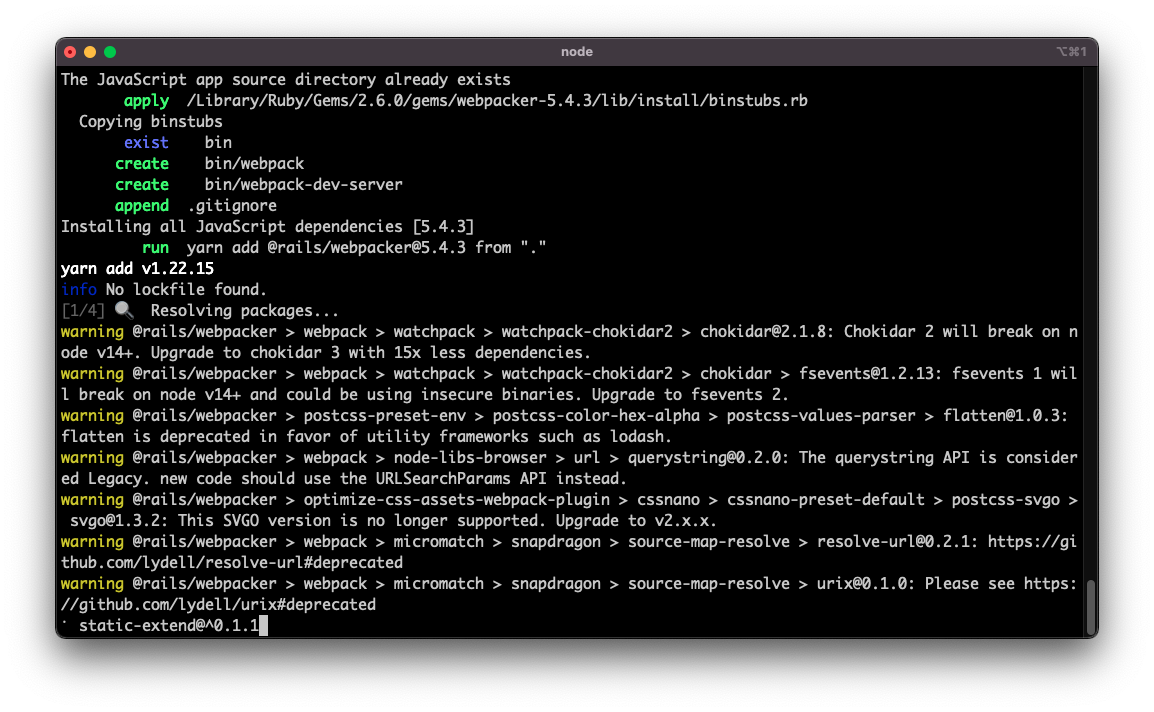 node
⌥⌘1
The JavaScript app source directory already exists
apply /Library/Ruby/Gems/2.6.0/gems/webpacker-5.4.3/lib/install/binstubs.rb
Copying binstubs
exist bin
create bin/webpack
create bin/webpack-dev-server
append .gitignore
Installing all JavaScript dependencies [5.4.3]
run yarn add @rails/webpacker@5.4.3 from "."
yarn add v1.22.15
info No lockfile found.
[1/4] 🔍 Resolving packages...
warning @rails/webpacker > webpack > watchpack > watchpack-chokidar2 > chokidar@2.1.8: Chokidar 2 will break on n
ode v14+. Upgrade to chokidar 3 with 15x less dependencies.
warning @rails/webpacker > webpack > watchpack > watchpack-chokidar2 > chokidar > fsevents@1.2.13: fsevents 1 wil
l break on node v14+ and could be using insecure binaries. Upgrade to fsevents 2.
warning @rails/webpacker > postcss-preset-env > postcss-color-hex-alpha > postcss-values-parser > flatten@1.0.3:
flatten is deprecated in favor of utility frameworks such as lodash.
warning @rails/webpacker > webpack > node-libs-browser > url > querystring@0.2.0: The querystring API is consider
ed Legacy. new code should use the URLSearchParams API instead.
warning @rails/webpacker > optimize-css-assets-webpack-plugin > cssnano > cssnano-preset-default > postcss-svgo >
svgo@1.3.2: This SVGO version is no longer supported. Upgrade to v2.x.x.
warning @rails/webpacker > webpack > micromatch > snapdragon > source-map-resolve > resolve-url@0.2.1: https://gi
thub.com/lydell/resolve-url#deprecated
warning @rails/webpacker > webpack > micromatch > snapdragon > source-map-resolve > urix@0.1.0: Please see https:
//github.com/lydell/urix#deprecated
⠁ static-extend@^0.1.1